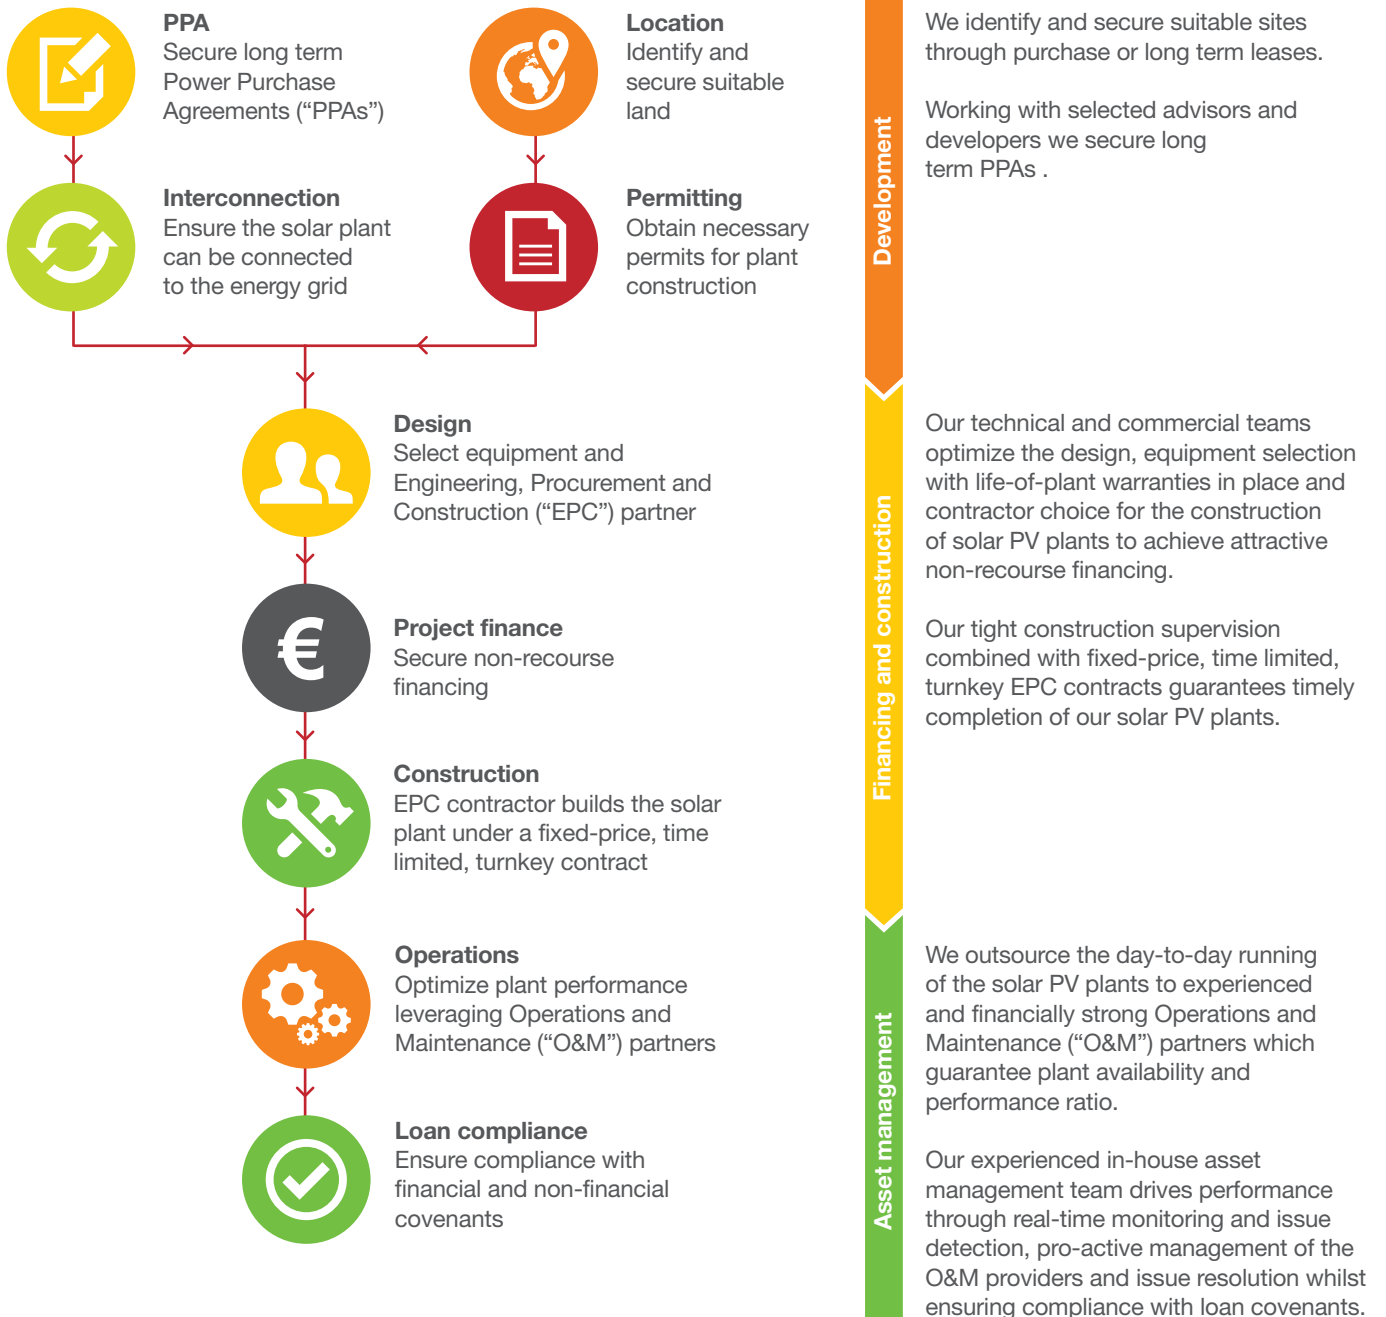 PPA
Secure long term
Power Purchase
Agreements (“PPAs”)
Location
Identify and
secure suitable
land
Interconnection
Ensure the solar plant
can be connected
to the energy grid
Permitting
Obtain necessary
permits for plant
construction
Design
Select equipment and
Engineering, Procurement and
Construction (“EPC”) partner
€
Project finance
Secure non-recourse
financing
Construction
EPC contractor builds the solar
plant under a fixed-price, time
limited, turnkey contract
Operations
Optimize plant performance
leveraging Operations and
Maintenance (“O&M”) partners
Loan compliance
Ensure compliance with
financial and non-financial
covenants
Development
We identify and secure suitable sites
through purchase or long term leases.
Working with selected advisors and
developers we secure long
term PPAs .
Financing and construction
Our technical and commercial teams
optimize the design, equipment selection
with life-of-plant warranties in place and
contractor choice for the construction
of solar PV plants to achieve attractive
non-recourse financing.
Our tight construction supervision
combined with fixed-price, time limited,
turnkey EPC contracts guarantees timely
completion of our solar PV plants.
Asset management
We outsource the day-to-day running
of the solar PV plants to experienced
and financially strong Operations and
Maintenance (“O&M”) partners which
guarantee plant availability and
performance ratio.
Our experienced in-house asset
management team drives performance
through real-time monitoring and issue
detection, pro-active management of the
O&M providers and issue resolution whilst
ensuring compliance with loan covenants.